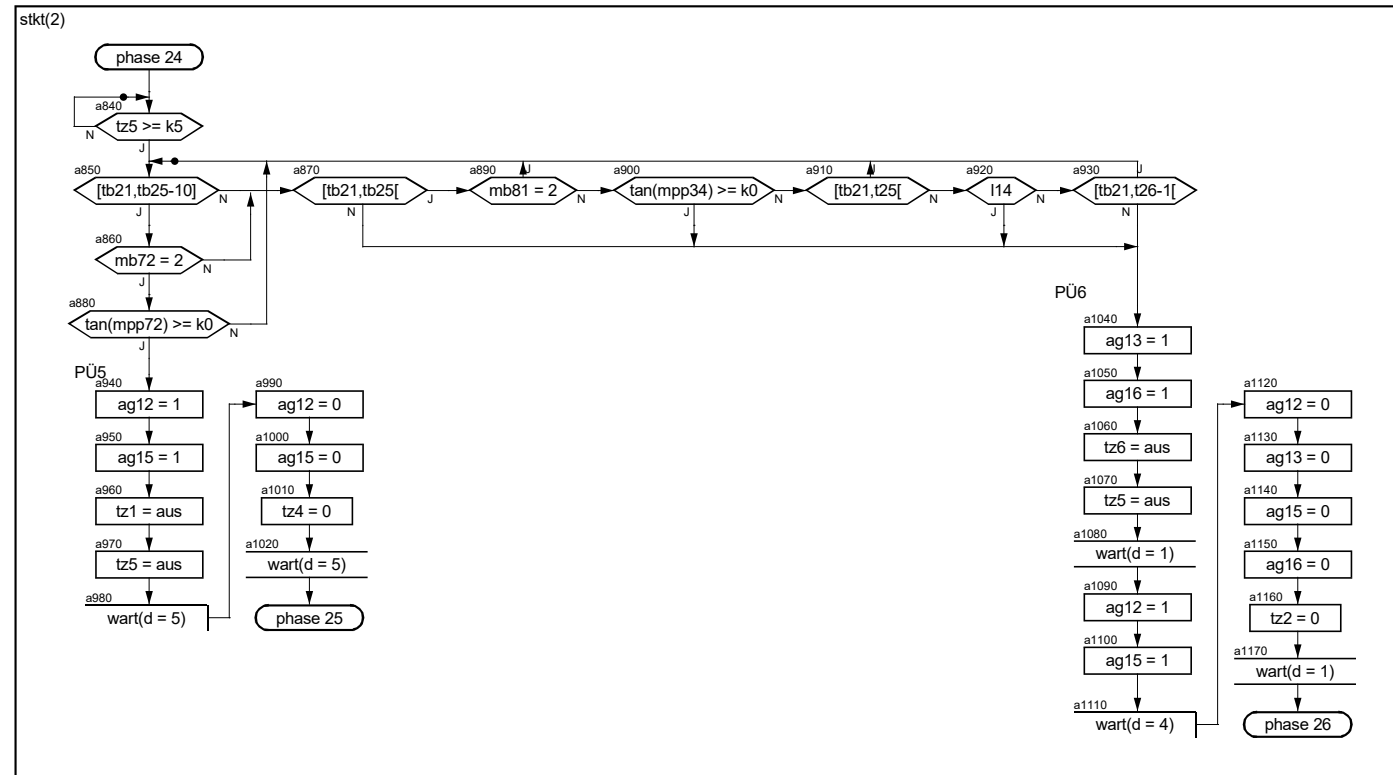 stkt(2)
phase 24
a840
tz5 >= k5
N
J
a850
[tb21,tb25-10]
N
J
a860
mb72 = 2
N
J
a880
tan(mpp72) >= k0
N
J
a870
[tb21,tb25[
J
N
a890
mb81 = 2
J
N
a900
tan(mpp34) >= k0
N
J
a910
[tb21,t25[
J
N
a920
l14
N
J
a930
[tb21,t26-1[
J
N
PÜ5
a940
ag12 = 1
a950
ag15 = 1
a960
tz1 = aus
a970
tz5 = aus
a980
wart(d = 5)
a990
ag12 = 0
a1000
ag15 = 0
a1010
tz4 = 0
a1020
wart(d = 5)
phase 25
PÜ6
a1040
ag13 = 1
a1050
ag16 = 1
a1060
tz6 = aus
a1070
tz5 = aus
a1080
wart(d = 1)
a1090
ag12 = 1
a1100
ag15 = 1
a1110
wart(d = 4)
a1120
ag12 = 0
a1130
ag13 = 0
a1140
ag15 = 0
a1150
ag16 = 0
a1160
tz2 = 0
a1170
wart(d = 1)
phase 26